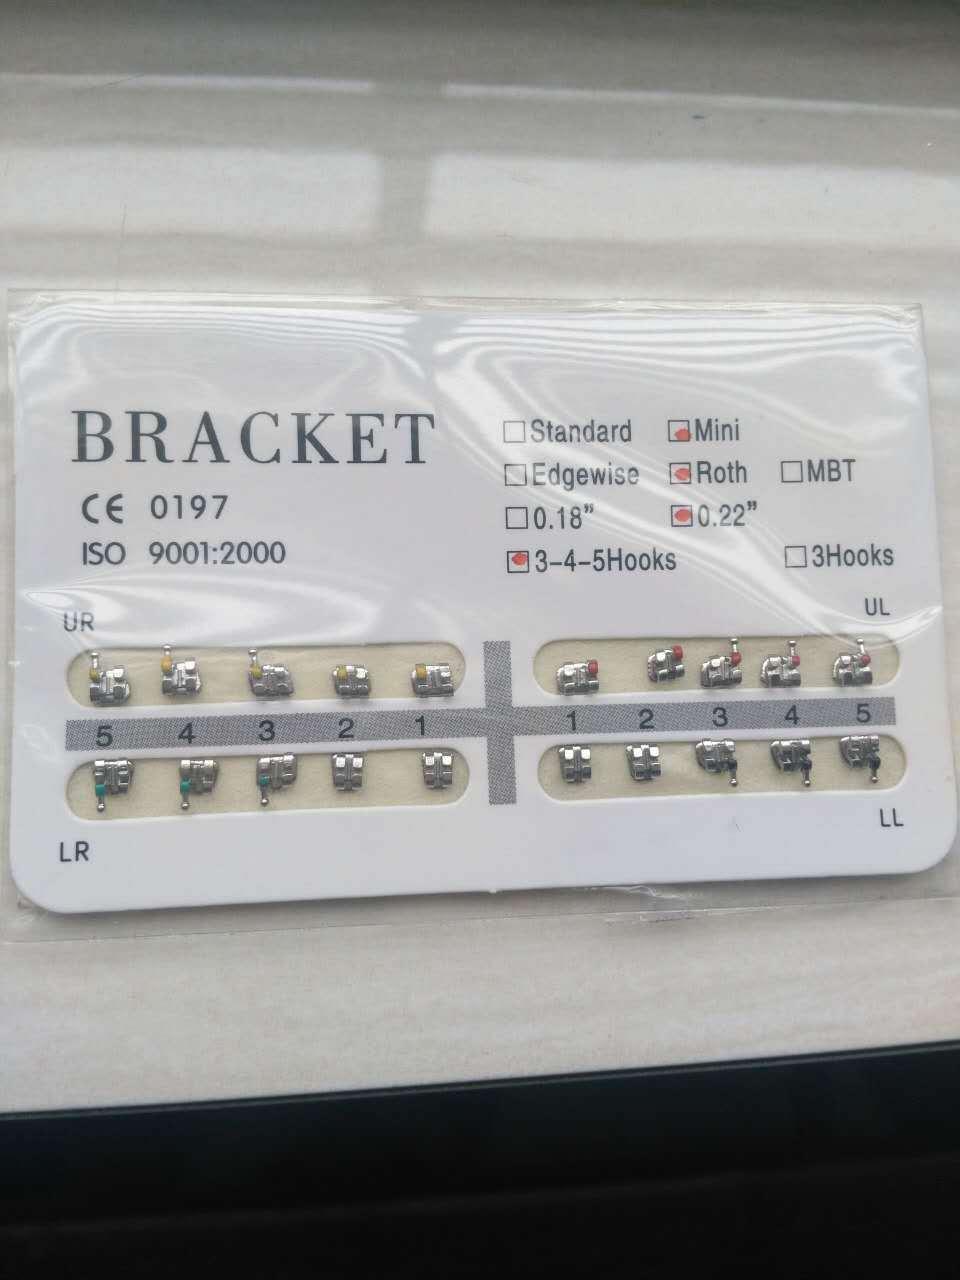 BRACKET
CE 0197
ISO 9001:2000
Standard Mini
Edgewise Roth MBT
0.18” 0.22”
3-4-5Hooks 3Hooks
UR UL
5 4 3 2 1 1 2 3 4 5
LR LL